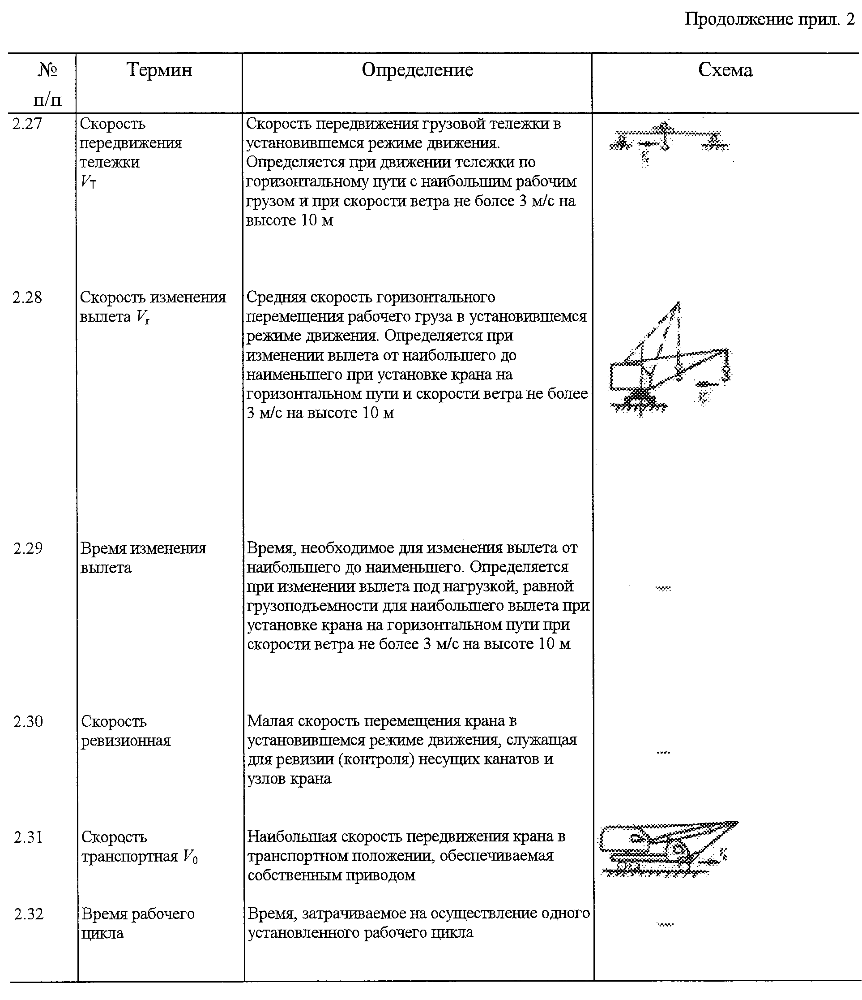 Продолжение прил. 2
№
п/п
Термин
Определение
Схема
2.27
Скорость
передвижения
тележки
Vт
Скорость передвижения грузовой тележки в
установившемся режиме движения.
Определяется при движении тележки по
горизонтальному пути с наибольшим рабочим
грузом и при скорости ветра не более 3 м/с на
высоте 10 м
2.28
Скорость изменения
вылета Vг
Средняя скорость горизонтального
перемещения рабочего груза в установившемся
режиме движения. Определяется при
изменении вылета от наибольшего до
наименьшего при установке крана на
горизонтальном пути и скорости ветра не более
3 м/с на высоте 10 м
2.29
Время изменения
вылета
Время, необходимое для изменения вылета от
наибольшего до наименьшего. Определяется
при изменении вылета под нагрузкой, равной
грузоподъемности для наибольшего вылета при
установке крана на горизонтальном пути при
скорости ветра не более 3 м/с на высоте 10 м
---
2.30
Скорость
ревизионная
Малая скорость перемещения крана в
установившемся режиме движения, служащая
для ревизии (контроля) несущих канатов и
узлов крана
---
2.31
Скорость
транспортная V₀
Наибольшая скорость передвижения крана в
транспортном положении, обеспечиваемая
собственным приводом
2.32
Время рабочего
цикла
Время, затрачиваемое на осуществление одного
установленного рабочего цикла
---